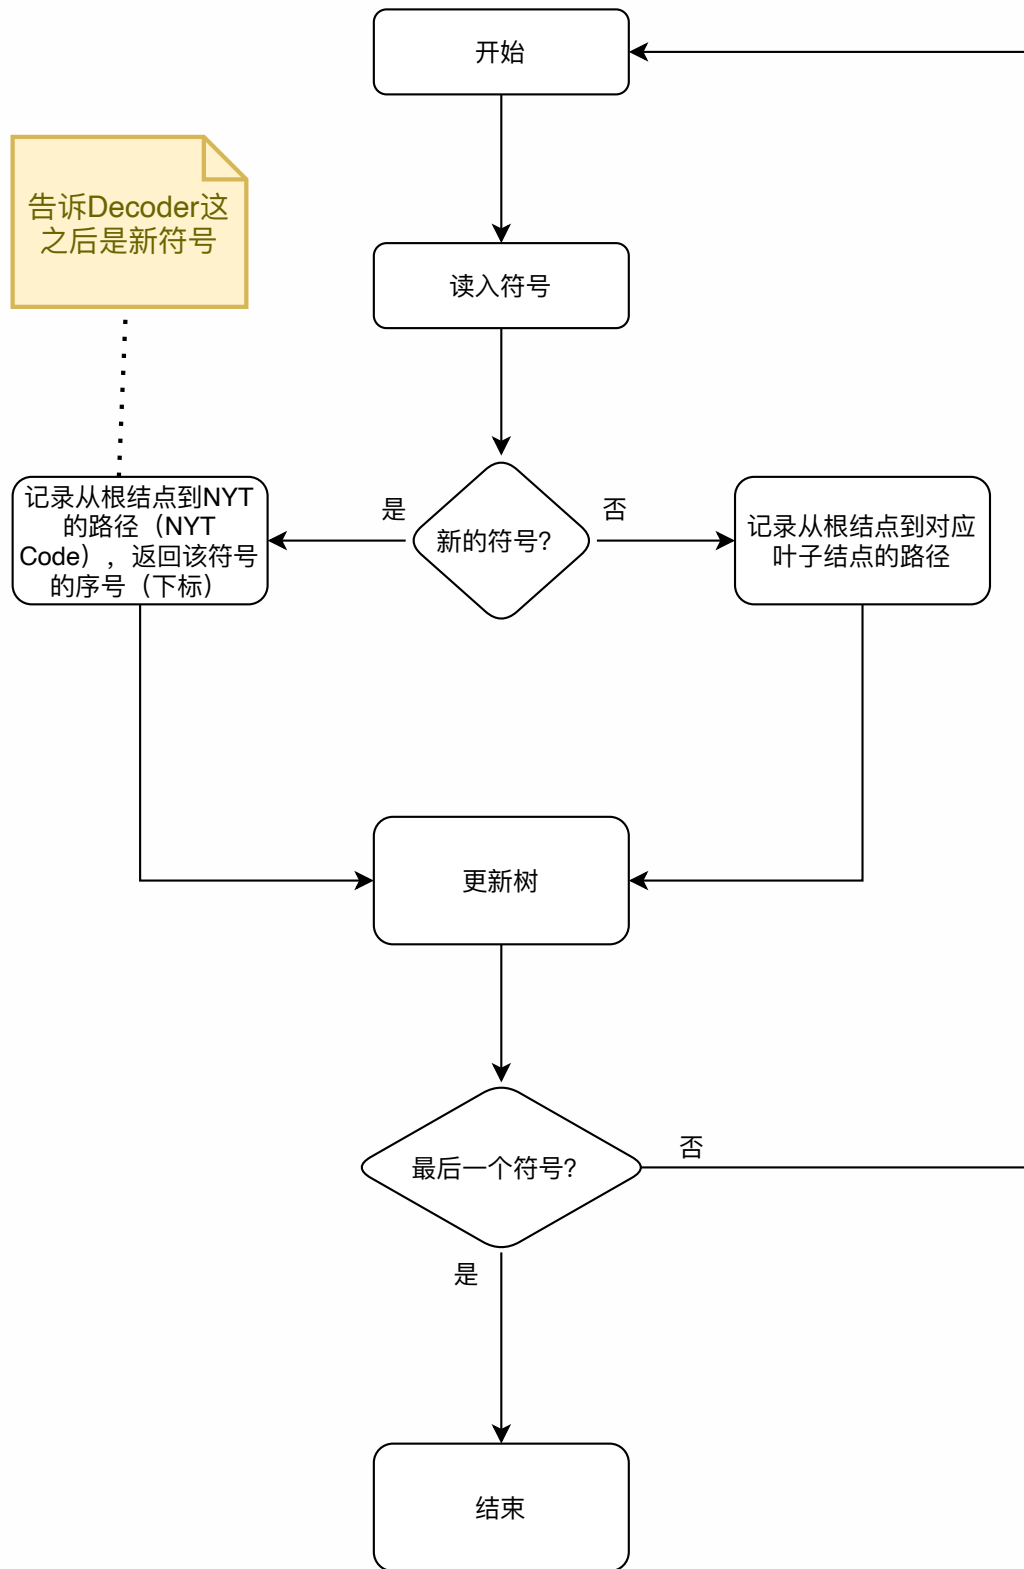 开始
告诉Decoder这
之后是新符号
读入符号
记录从根结点到NYT
的路径（NYT
Code），返回该符号
的序号（下标）
是
新的符号?
否
记录从根结点到对应
叶子结点的路径
更新树
最后一个符号?
否
是
结束